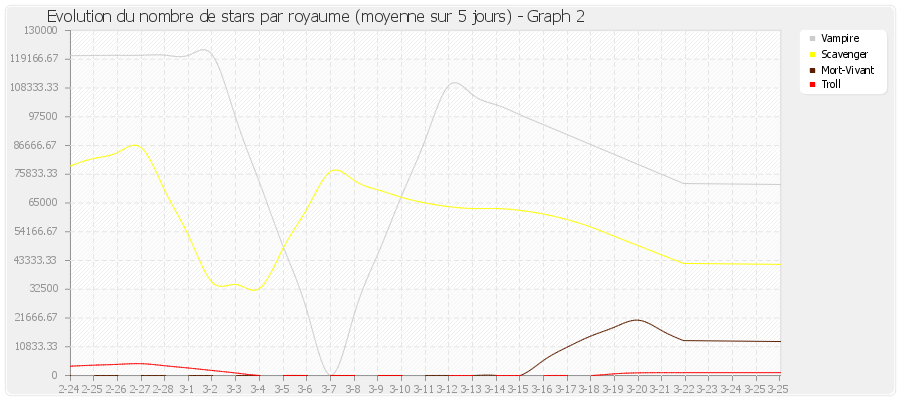 Evolution du nombre de stars par royaume (moyenne sur 5 jours) - Graph 2
130000
119166.67
108333.33
97500
86666.67
75833.33
65000
54166.67
43333.33
32500
21666.67
10833.33
0
2-24 2-25 2-26 2-27 2-28 3-1 3-2 3-3 3-4 3-5 3-6 3-7 3-8 3-9 3-10 3-11 3-12 3-13 3-14 3-15 3-16 3-17 3-18 3-19 3-20 3-21 3-22 3-23 3-24 3-25 3-25
Vampire
Scavenger
Mort-Vivant
Troll